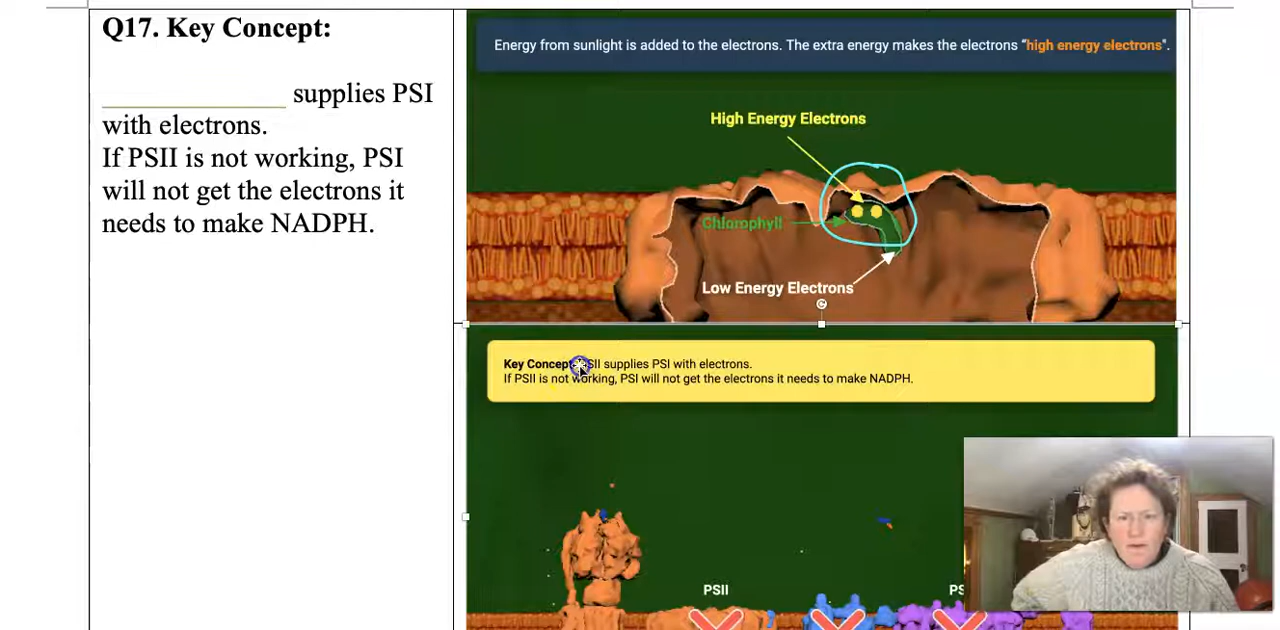 Q17. Key Concept:
______________ supplies PSI
with electrons.
If PSII is not working, PSI
will not get the electrons it
needs to make NADPH.
Energy from sunlight is added to the electrons. The extra energy makes the electrons "high energy electrons".
High Energy Electrons
Chlorophyll
Low Energy Electrons
Key Concept: PSII supplies PSI with electrons.
If PSII is not working, PSI will not get the electrons it needs to make NADPH.
PSII